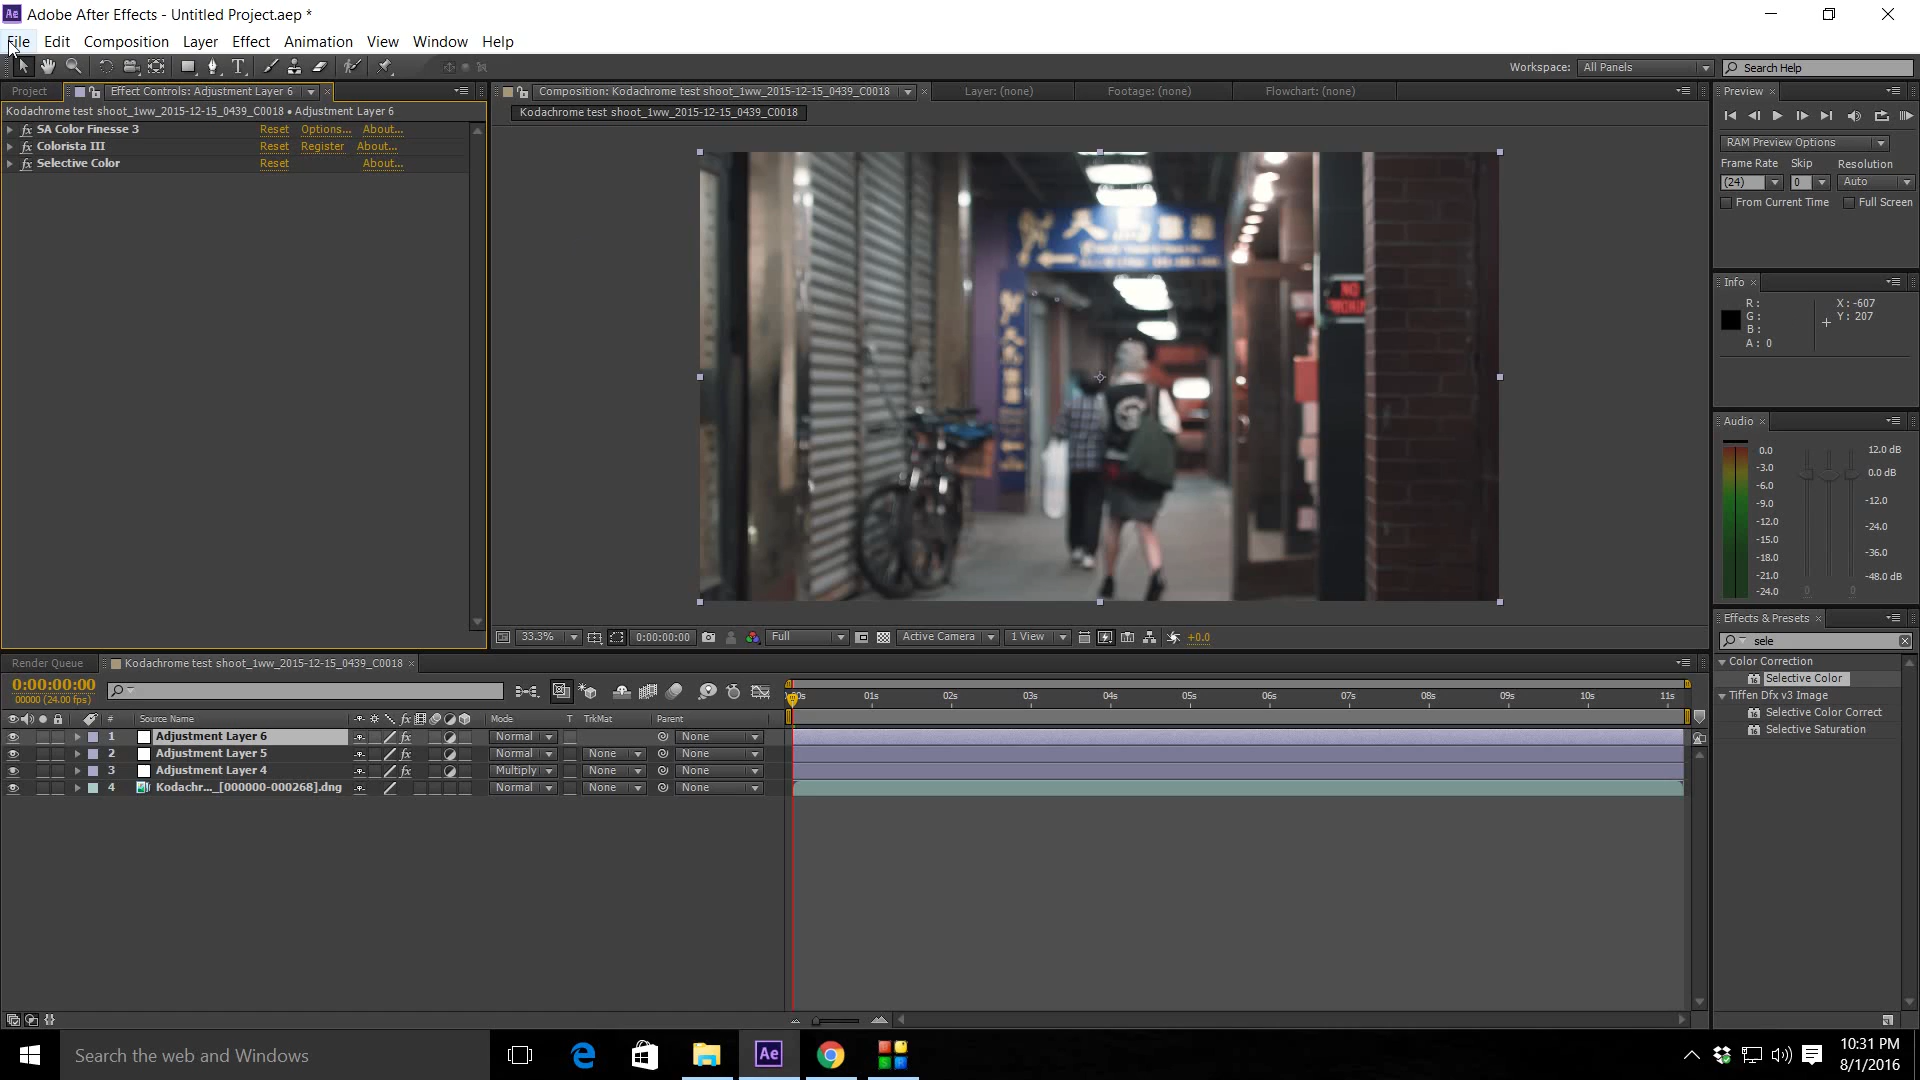 Adobe After Effects - Untitled Project.aep *
File Edit Composition Layer Effect Animation View Window Help
Workspace: All Panels Search Help
Project Effect Controls: Adjustment Layer 6
Kodachrome test shoot_1ww_2015-12-15_0439_C0018 • Adjustment Layer 6
fx SA Color Finesse 3 Reset Options... About...
fx Colorista III Reset Register About...
fx Selective Color Reset About...
Composition: Kodachrome test shoot_1ww_2015-12-15_0439_C0018 Layer: (none) Footage: (none) Flowchart: (none)
Kodachrome test shoot_1ww_2015-12-15_0439_C0018
NO
33.3% 0:00:00:00 Full Active Camera 1 View +0.0
Preview
RAM Preview Options
Frame Rate Skip Resolution
(24) 0 Auto
From Current Time Full Screen
Info
R :
G :
B :
A : 0
X : -607
Y : 207
Audio
0.0
-3.0
-6.0
-9.0
-12.0
-15.0
-18.0
-21.0
-24.0
12.0 dB
0.0 dB
-12.0
-24.0
-36.0
-48.0 dB
0 0
Effects & Presets
sele
Color Correction
Selective Color
Tiffen Dfx v3 Image
Selective Color Correct
Selective Saturation
Render Queue Kodachrome test shoot_1ww_2015-12-15_0439_C0018
0:00:00:00
00000 (24.00 fps)
00s 01s 02s 03s 04s 05s 06s 07s 08s 09s 10s 11s
# Source Name fx Mode T TrkMat Parent
1 Adjustment Layer 6 fx Normal None
2 Adjustment Layer 5 fx Normal None None
3 Adjustment Layer 4 fx Multiply None None
4 Kodachr..._[000000-000268].dng Normal None None
Search the web and Windows
Ae
10:31 PM
8/1/2016